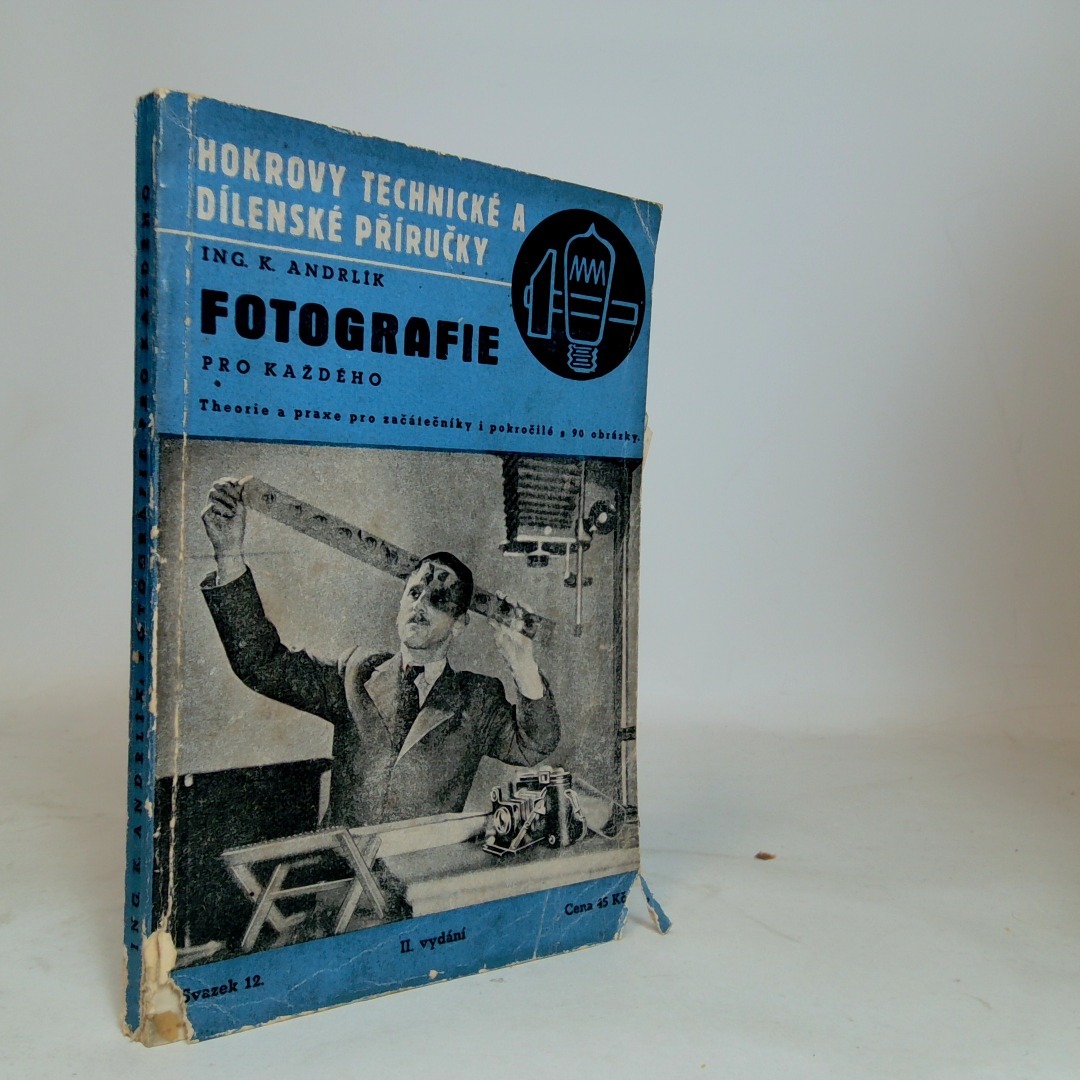 HOKROVY TECHNICKÉ A
DÍLENSKÉ PŘÍRUČKY
ING. K. ANDRLÍK
FOTOGRAFIE
PRO KAŽDÉHO
Theorie a praxe pro začátečníky i pokročilé s 90 obrázky.
Cena 45 Kč
II. vydání
Svazek 12.
ING. K. ANDRLÍK, FOTOGRAFIE PRO KAŽDÉHO